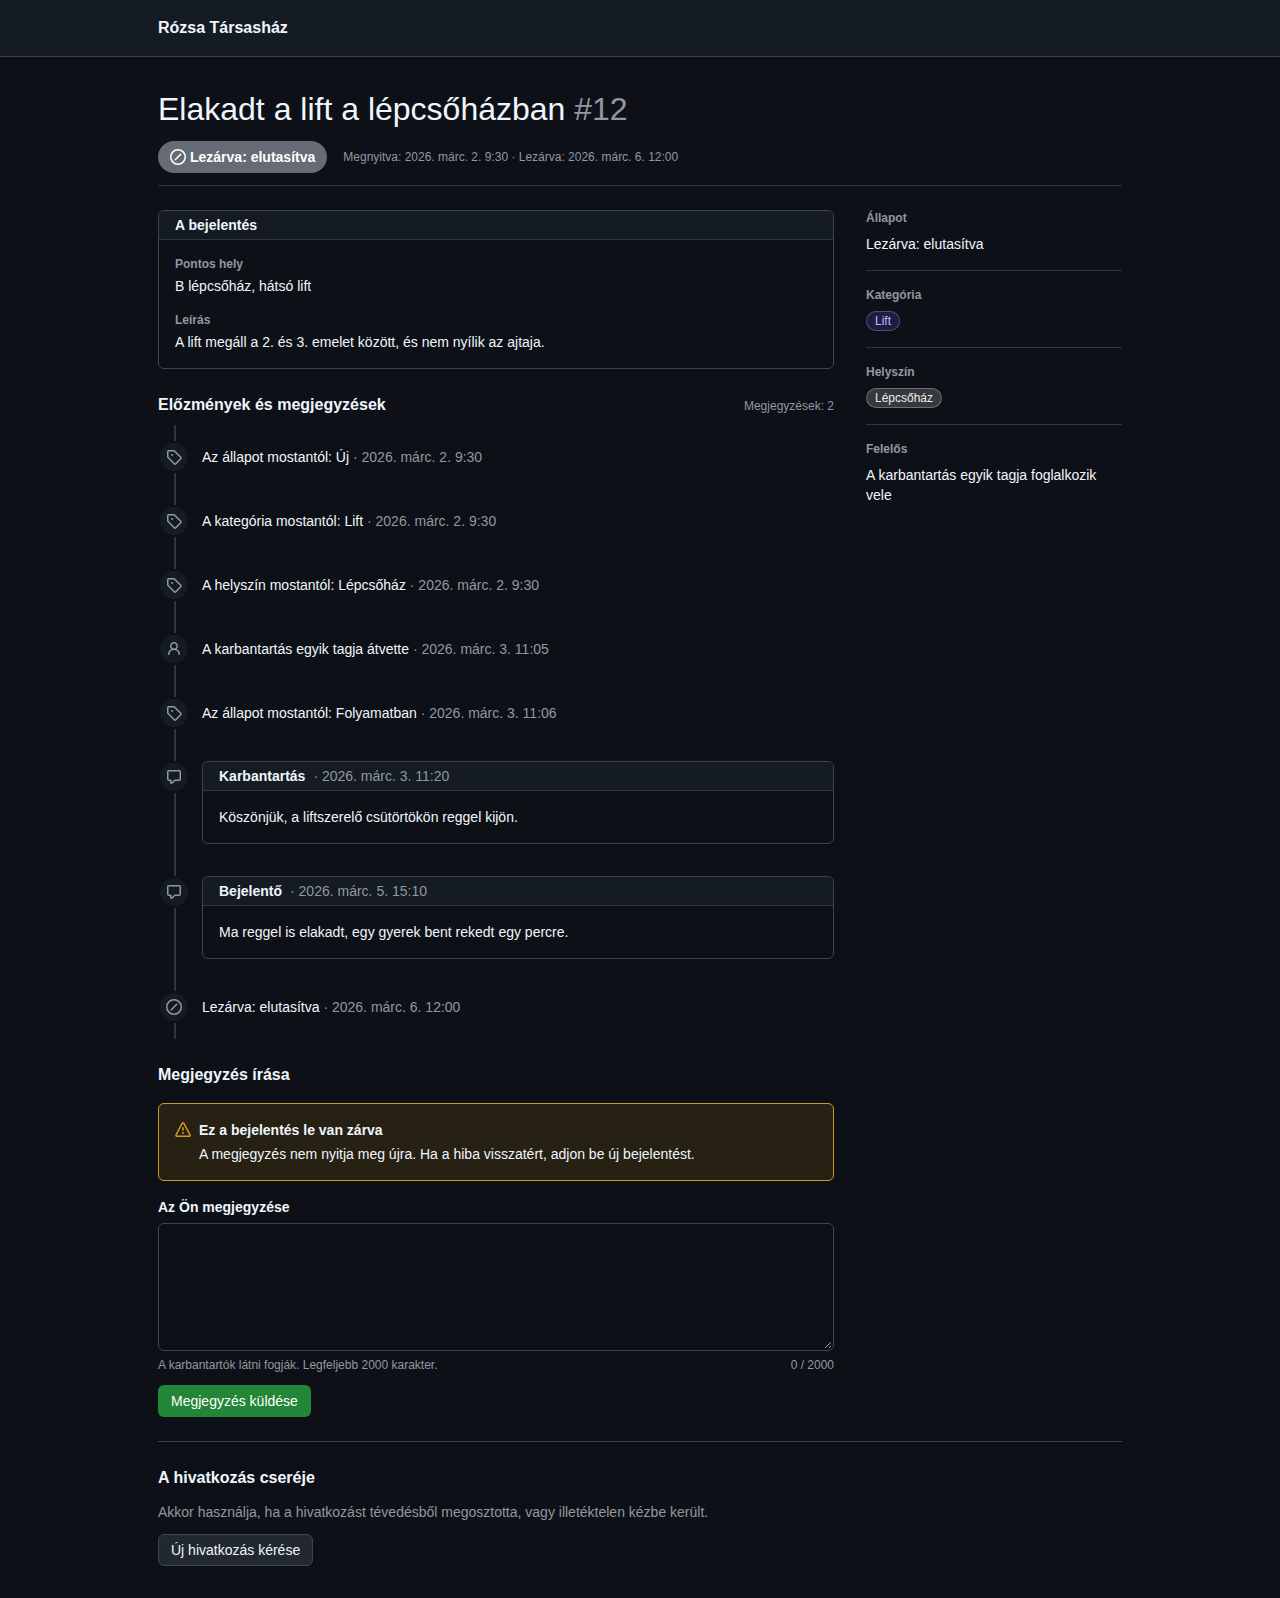 Rózsa Társasház
Elakadt a lift a lépcsőházban #12
Lezárva: elutasítva
Megnyitva: 2026. márc. 2. 9:30 · Lezárva: 2026. márc. 6. 12:00
A bejelentés
Pontos hely
B lépcsőház, hátsó lift
Leírás
A lift megáll a 2. és 3. emelet között, és nem nyílik az ajtaja.
Állapot
Lezárva: elutasítva
Kategória
Lift
Helyszín
Lépcsőház
Felelős
A karbantartás egyik tagja foglalkozik
vele
Előzmények és megjegyzések
Megjegyzések: 2
Az állapot mostantól: Új · 2026. márc. 2. 9:30
A kategória mostantól: Lift · 2026. márc. 2. 9:30
A helyszín mostantól: Lépcsőház · 2026. márc. 2. 9:30
A karbantartás egyik tagja átvette · 2026. márc. 3. 11:05
Az állapot mostantól: Folyamatban · 2026. márc. 3. 11:06
Karbantartás · 2026. márc. 3. 11:20
Köszönjük, a liftszerelő csütörtökön reggel kijön.
Bejelentő · 2026. márc. 5. 15:10
Ma reggel is elakadt, egy gyerek bent rekedt egy percre.
Lezárva: elutasítva · 2026. márc. 6. 12:00
Megjegyzés írása
Ez a bejelentés le van zárva
A megjegyzés nem nyitja meg újra. Ha a hiba visszatért, adjon be új bejelentést.
Az Ön megjegyzése
A karbantartók látni fogják. Legfeljebb 2000 karakter.
0 / 2000
Megjegyzés küldése
A hivatkozás cseréje
Akkor használja, ha a hivatkozást tévedésből megosztotta, vagy illetéktelen kézbe került.
Új hivatkozás kérése